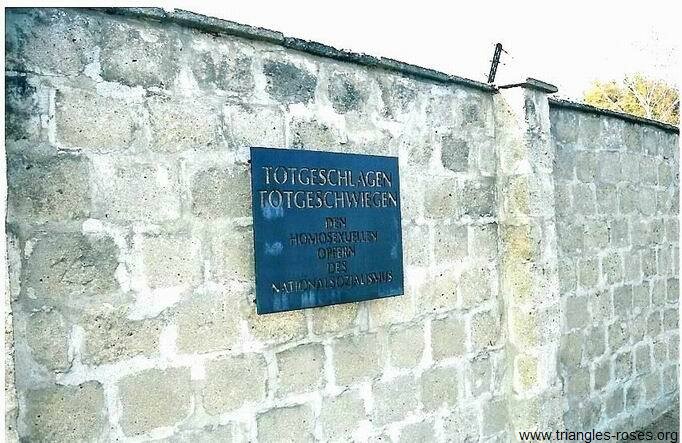 TOTGESCHLAGEN
TOTGESCHWIEGEN
DEN
HOMOSEXUELLEN
OPFERN
DES
NATIONALSOZIALISMUS
www.triangles-roses.org